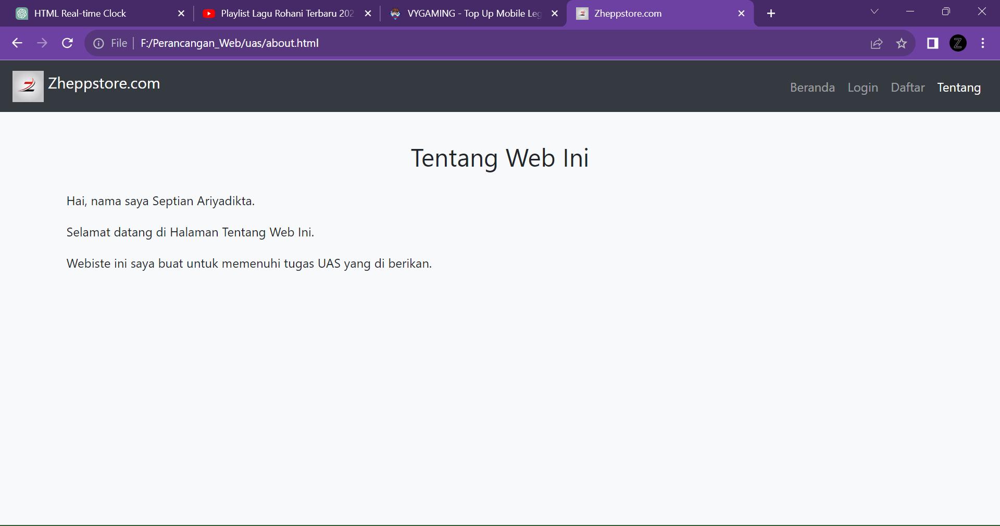 HTML Real-time Clock
Playlist Lagu Rohani Terbaru 202
VYGAMING - Top Up Mobile Leg
Zheppstore.com
File
F:/Perancangan_Web/uas/about.html
Z
Zheppstore.com
Beranda Login Daftar Tentang
Tentang Web Ini
Hai, nama saya Septian Ariyadikta.
Selamat datang di Halaman Tentang Web Ini.
Webiste ini saya buat untuk memenuhi tugas UAS yang di berikan.